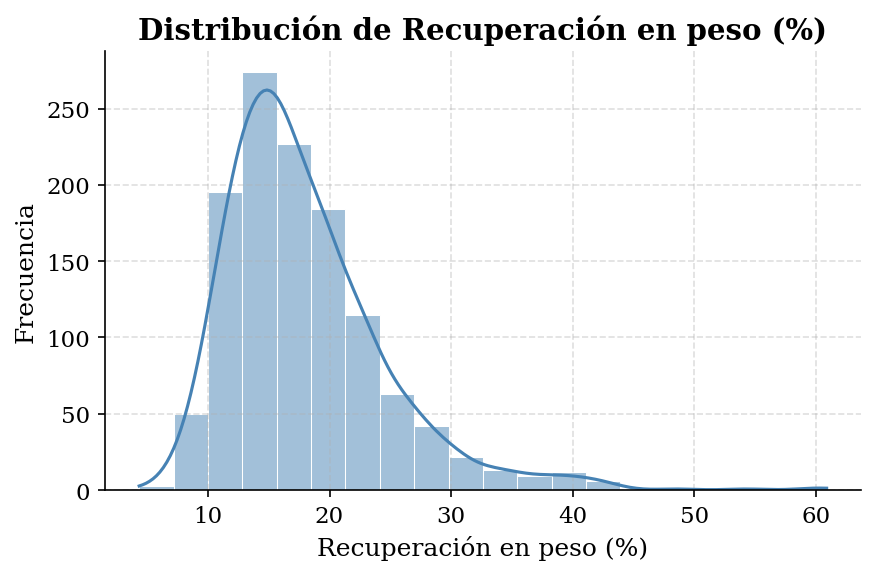 Distribución de Recuperación en peso (%)
Frecuencia
250
200
150
100
50
0
10 20 30 40 50 60
Recuperación en peso (%)